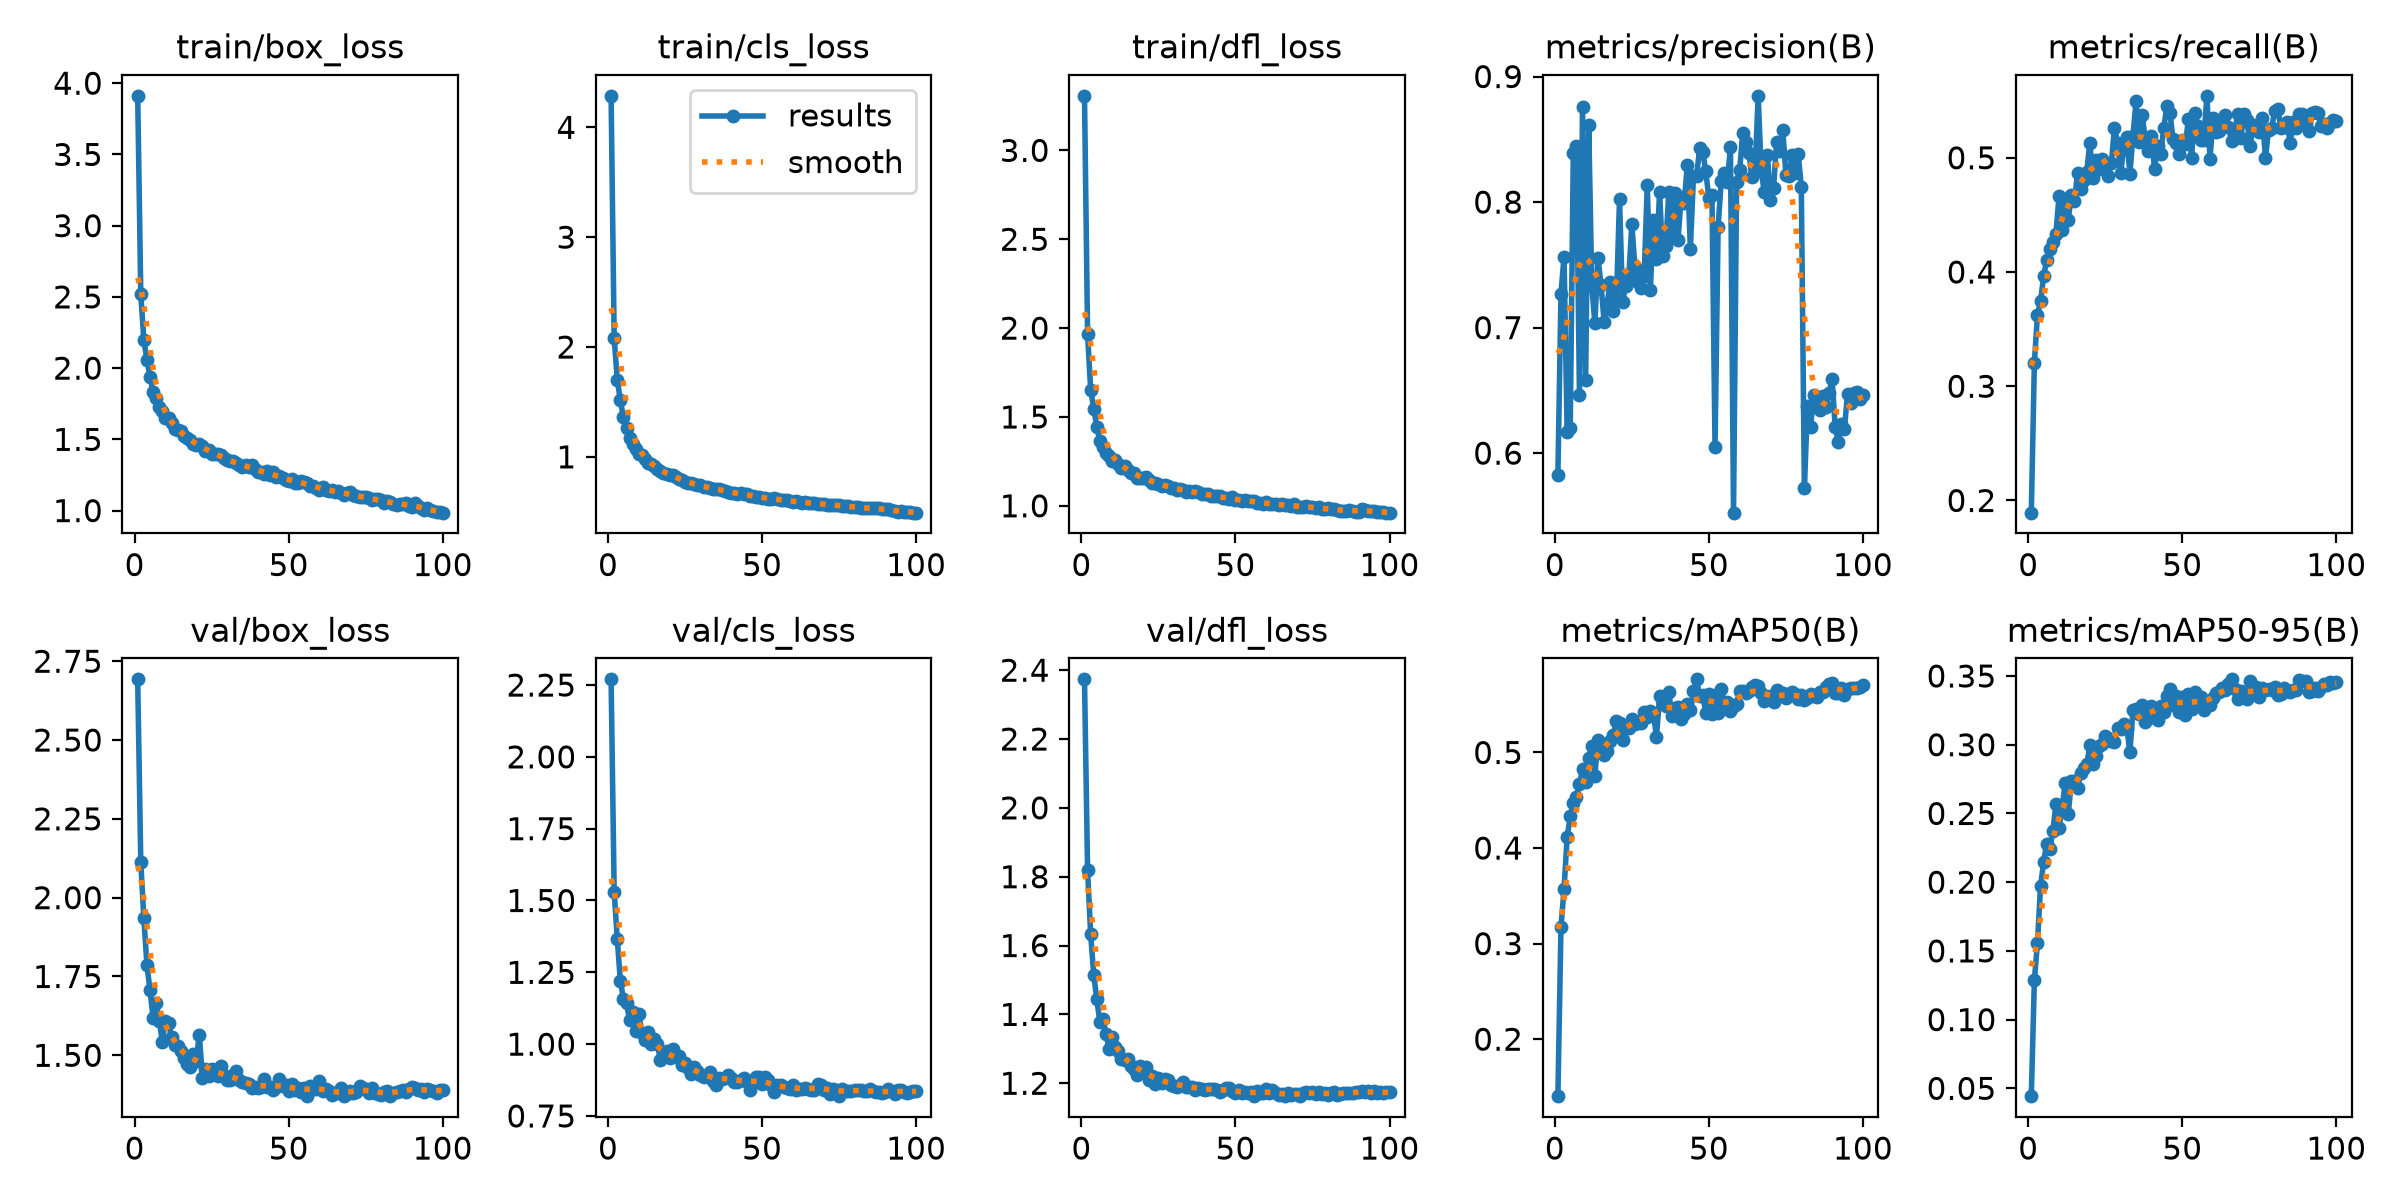 train/box_loss
4.0
3.5
3.0
2.5
2.0
1.5
1.0
0 50 100
train/cls_loss
results
smooth
4
3
2
1
0 50 100
train/dfl_loss
3.0
2.5
2.0
1.5
1.0
0 50 100
metrics/precision(B)
0.9
0.8
0.7
0.6
0 50 100
metrics/recall(B)
0.5
0.4
0.3
0.2
0 50 100
val/box_loss
2.75
2.50
2.25
2.00
1.75
1.50
0 50 100
val/cls_loss
2.25
2.00
1.75
1.50
1.25
1.00
0.75
0 50 100
val/dfl_loss
2.4
2.2
2.0
1.8
1.6
1.4
1.2
0 50 100
metrics/mAP50(B)
0.5
0.4
0.3
0.2
0 50 100
metrics/mAP50-95(B)
0.35
0.30
0.25
0.20
0.15
0.10
0.05
0 50 100